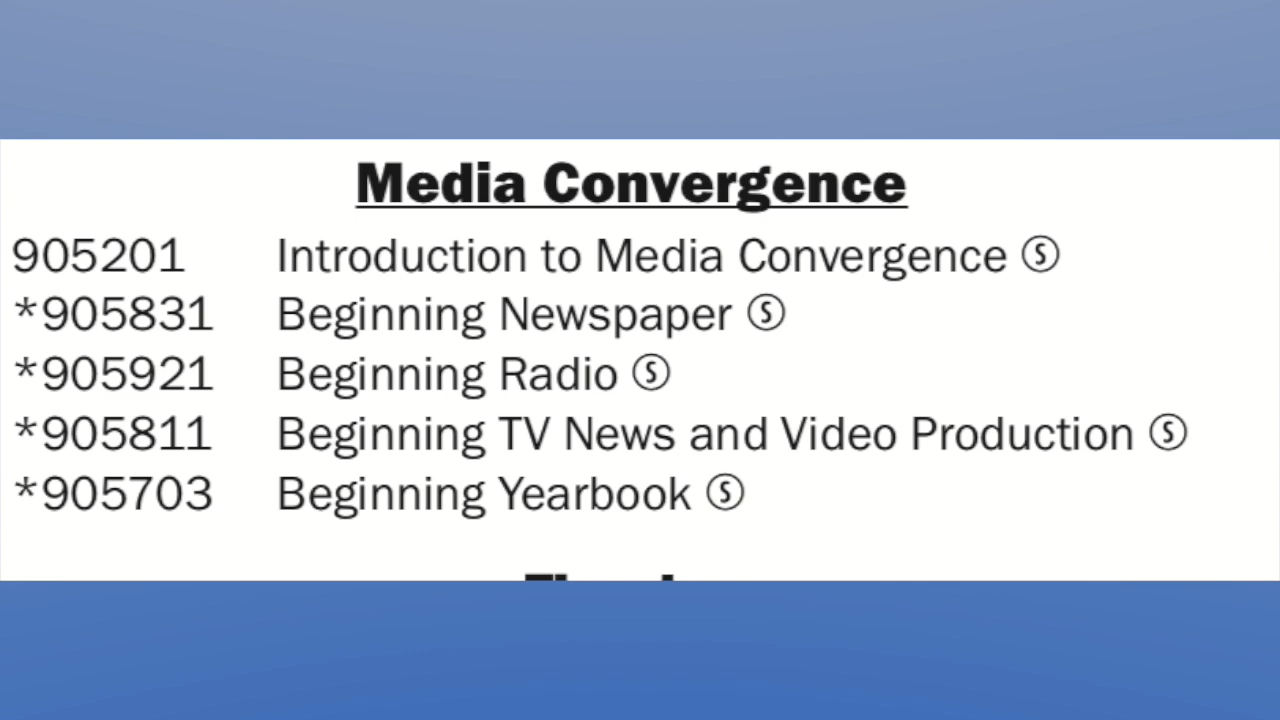 Media Convergence
905201 Introduction to Media Convergence Ⓢ
*905831 Beginning Newspaper Ⓢ
*905921 Beginning Radio Ⓢ
*905811 Beginning TV News and Video Production Ⓢ
*905703 Beginning Yearbook Ⓢ